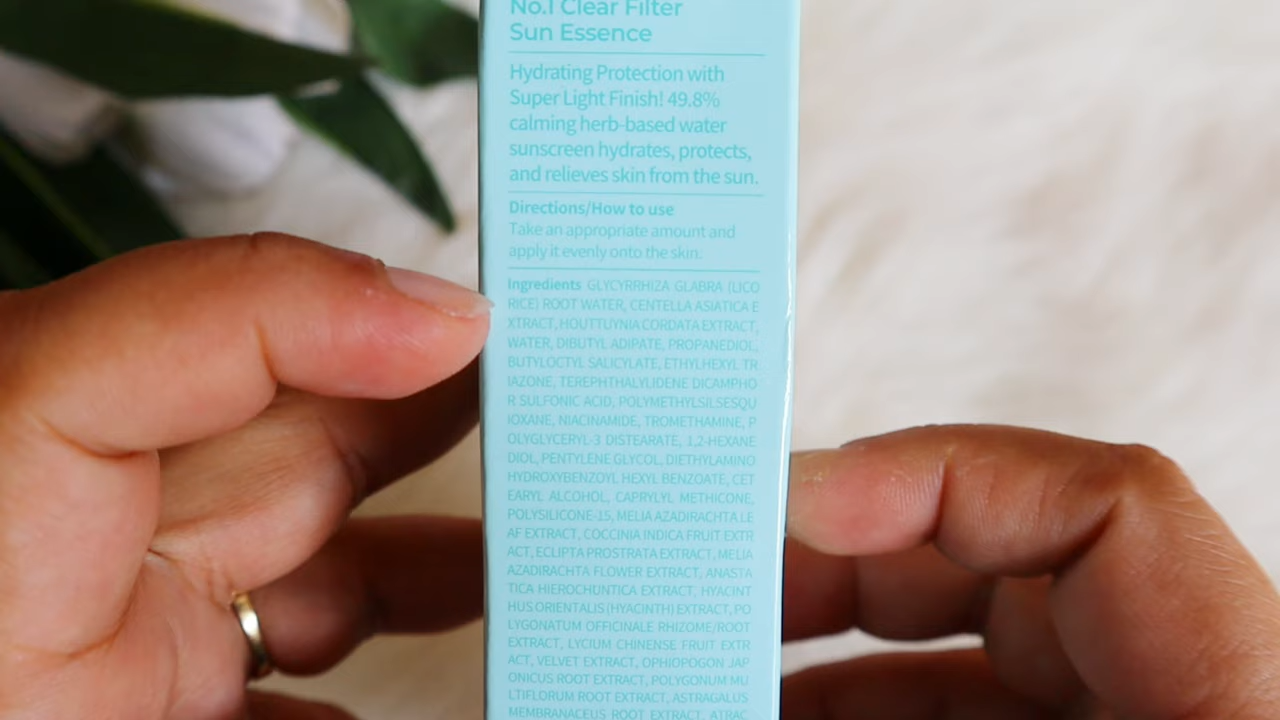 No.1 Clear Filter
Sun Essence
Hydrating Protection with
Super Light Finish! 49.8%
calming herb-based water
sunscreen hydrates, protects,
and relieves skin from the sun.
Directions/How to use
Take an appropriate amount and
apply it evenly onto the skin.
Ingredients GLYCYRRHIZA GLABRA (LICO
RICE) ROOT WATER, CENTELLA ASIATICA E
XTRACT, HOUTTUYNIA CORDATA EXTRACT,
WATER, DIBUTYL ADIPATE, PROPANEDIOL,
BUTYLOCTYL SALICYLATE, ETHYLHEXYL TR
IAZONE, TEREPHTHALYLIDENE DICAMPHO
R SULFONIC ACID, POLYMETHYLSILSESQU
IOXANE, NIACINAMIDE, TROMETHAMINE, P
OLYGLYCERYL-3 DISTEARATE, 1,2-HEXANE
DIOL, PENTYLENE GLYCOL, DIETHYLAMINO
HYDROXYBENZOYL HEXYL BENZOATE, CET
EARYL ALCOHOL, CAPRYLYL METHICONE,
POLYSILICONE-15, MELIA AZADIRACHTA LE
AF EXTRACT, COCCINIA INDICA FRUIT EXTR
ACT, ECLIPTA PROSTRATA EXTRACT, MELIA
AZADIRACHTA FLOWER EXTRACT, ANASTA
TICA HIEROCHUNTICA EXTRACT, HYACINT
HUS ORIENTALIS (HYACINTH) EXTRACT, PO
LYGONATUM OFFICINALE RHIZOME/ROOT
EXTRACT, LYCIUM CHINENSE FRUIT EXTR
ACT, VELVET EXTRACT, OPHIOPOGON JAP
ONICUS ROOT EXTRACT, POLYGONUM MU
LTIFLORUM ROOT EXTRACT, ASTRAGALUS
MEMBRANACEUS ROOT EXTRACT, ATRAC